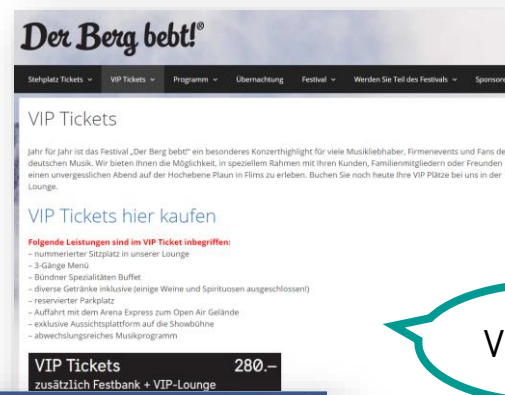 Der Berg bebt!®
Stehplatz Tickets VIP Tickets Programm Übernachtung Festival Werden Sie Teil des Festivals
VIP Tickets
Jahr für Jahr ist das Festival „Der Berg bebt!" ein besonderes Konzerthighlight für viele Musikliebhaber, Firmenevents und Fans
deutschen Musik. Wir bieten Ihnen die Möglichkeit, in speziellem Rahmen mit Ihren Kunden, Familienmitgliedern oder Freunden
einen unvergesslichen Abend auf der Hochebene Plaun in Flims zu erleben. Buchen Sie noch heute Ihre VIP Plätze bei uns in der
Lounge.
VIP Tickets hier kaufen
Folgende Leistungen sind im VIP Ticket inbegriffen:
– nummerierter Sitzplatz in unserer Lounge
– 3-Gänge Menü
– Bündner Spezialitäten Buffet
– diverse Getränke inklusive (einige Weine und Spirituosen ausgeschlossen!)
– reservierter Parkplatz
– Auffahrt mit dem Arena Express zum Open Air Gelände
– exklusive Aussichtsplattform auf die Showbühne
– abwechslungsreiches Musikprogramm
VIP Tickets 280.–
zusätzlich Festbank + VIP-Lounge